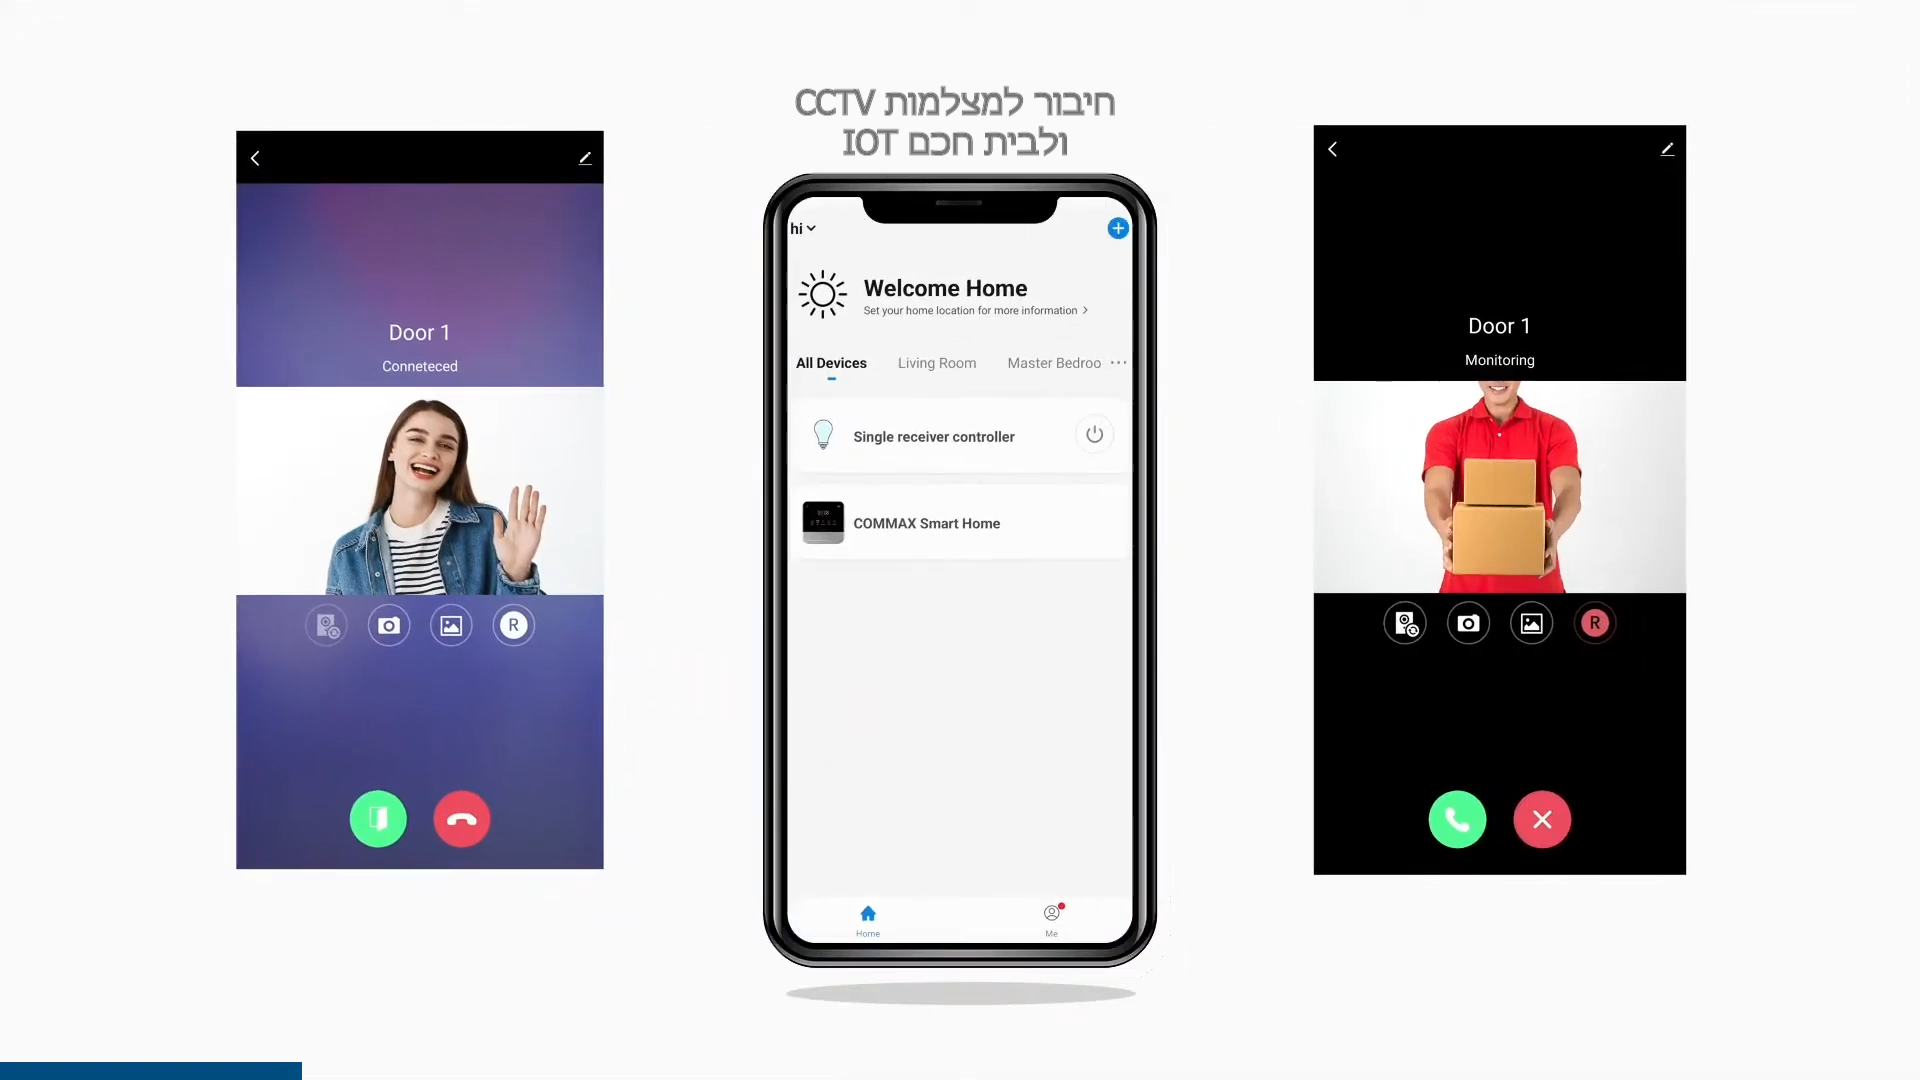 חיבור למצלמות CCTV
ולבית חכם IOT
Door 1
Conneteced
R
hi
Welcome Home
Set your home location for more information
All Devices
Living Room
Master Bedroo
Single receiver controller
COMMAX Smart Home
Home
Me
Door 1
Monitoring
R